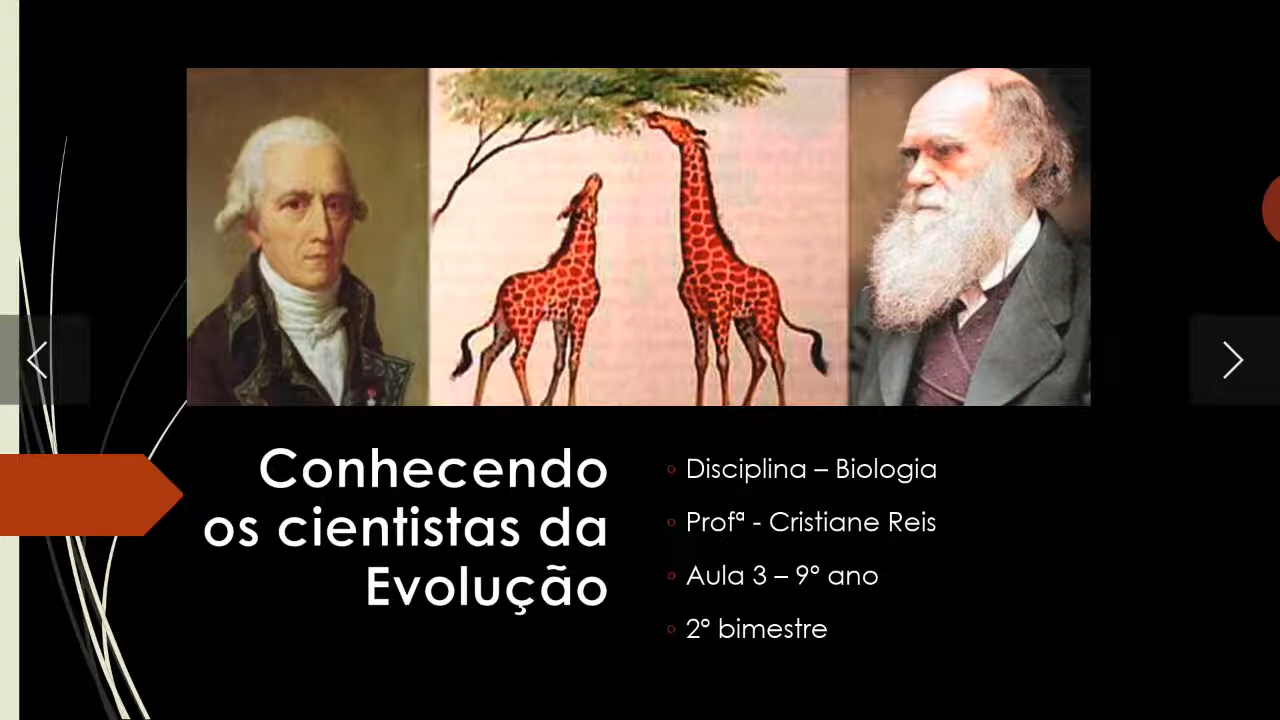 Conhecendo
os cientistas da
Evolução
Disciplina – Biologia
Profª - Cristiane Reis
Aula 3 – 9º ano
2º bimestre